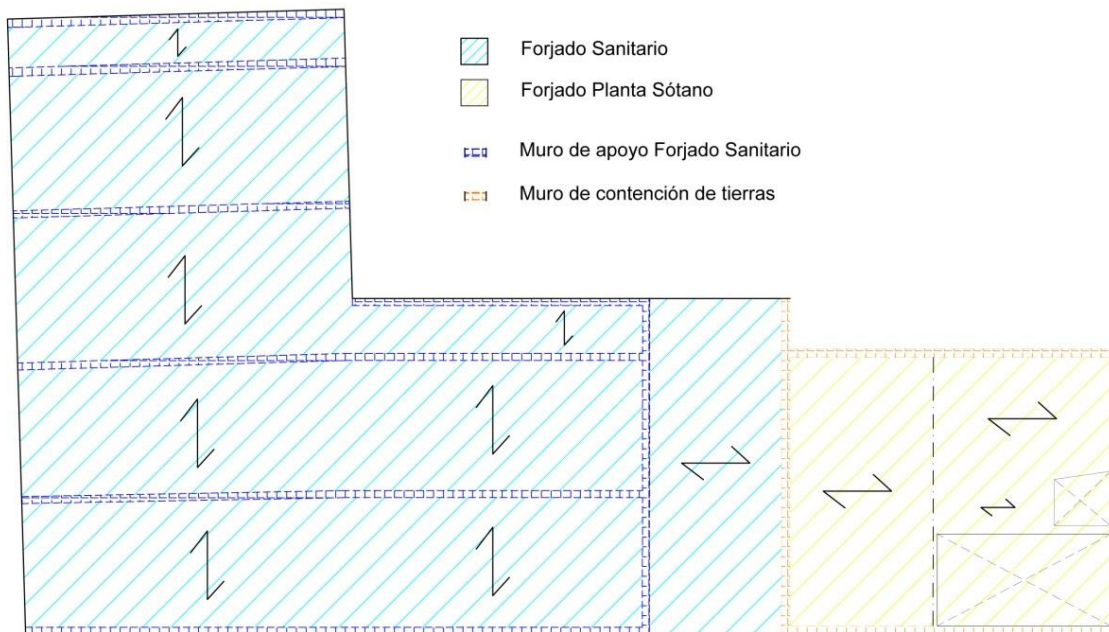 Forjado Sanitario
Forjado Planta Sótano
Muro de apoyo Forjado Sanitario
Muro de contención de tierras